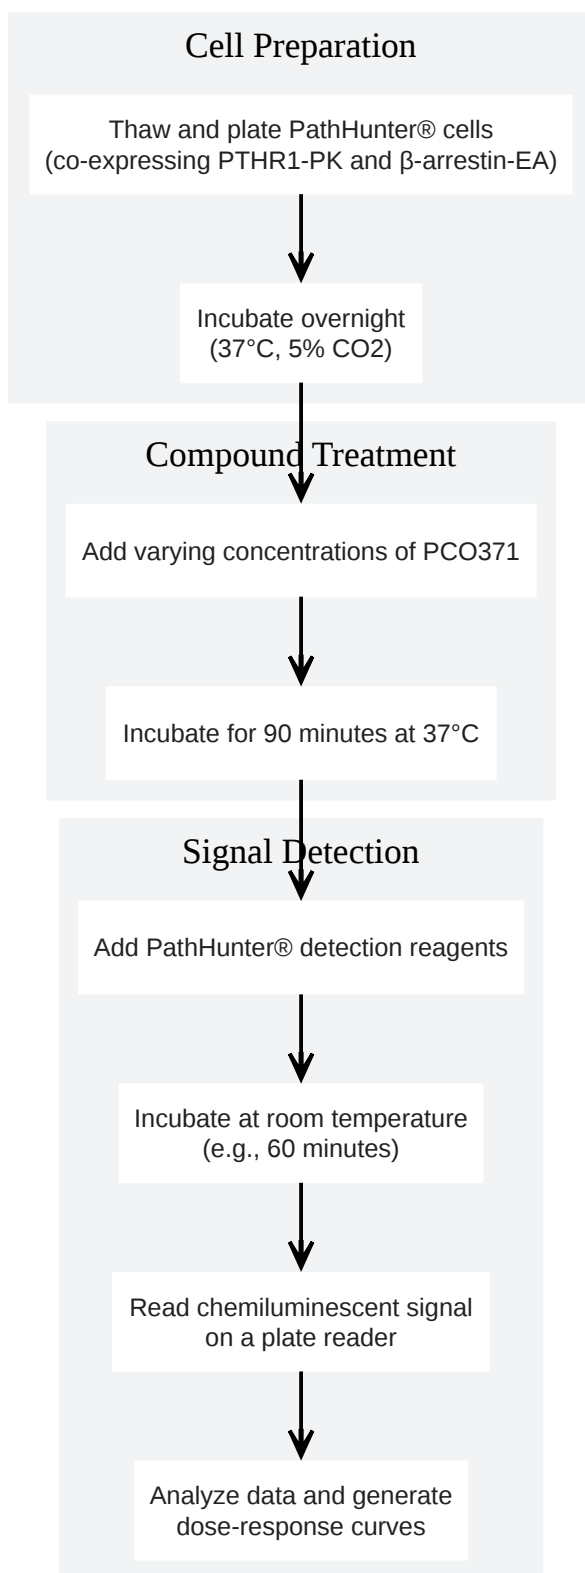 Cell Preparation
Thaw and plate PathHunter® cells
(co-expressing PTHR1-PK and β-arrestin-EA)
Incubate overnight
(37°C, 5% CO2)
Compound Treatment
Add varying concentrations of PCO371
Incubate for 90 minutes at 37°C
Signal Detection
Add PathHunter® detection reagents
Incubate at room temperature
(e.g., 60 minutes)
Read chemiluminescent signal
on a plate reader
Analyze data and generate
dose-response curves